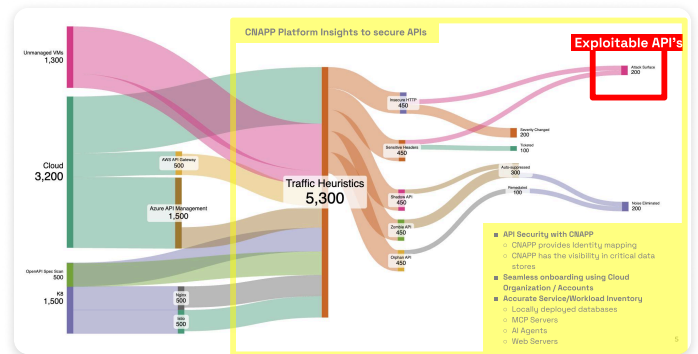 CNAPP Platform Insights to secure APIs
Exploitable API's
Unmanaged VMs
1,300
Cloud
3,200
AWS API Gateway
500
Azure API Management
1,500
OpenAPI Spec Scan
500
K8
1,500
Nginx
500
Istio
500
Traffic Heuristics
5,300
Insecure HTTP
450
Sensitive Headers
450
Shadow API
450
Zombie API
450
Orphan API
450
Attack Surface
200
Severity Changed
200
Ticketed
100
Auto-suppressed
300
Remediated
100
Noise Eliminated
200
■ API Security with CNAPP
○ CNAPP provides Identity mapping
○ CNAPP has the visibility in critical data
stores
■ Seamless onboarding using Cloud
Organization / Accounts
■ Accurate Service/Workload Inventory
○ Locally deployed databases
○ MCP Servers
○ AI Agents
○ Web Servers
5